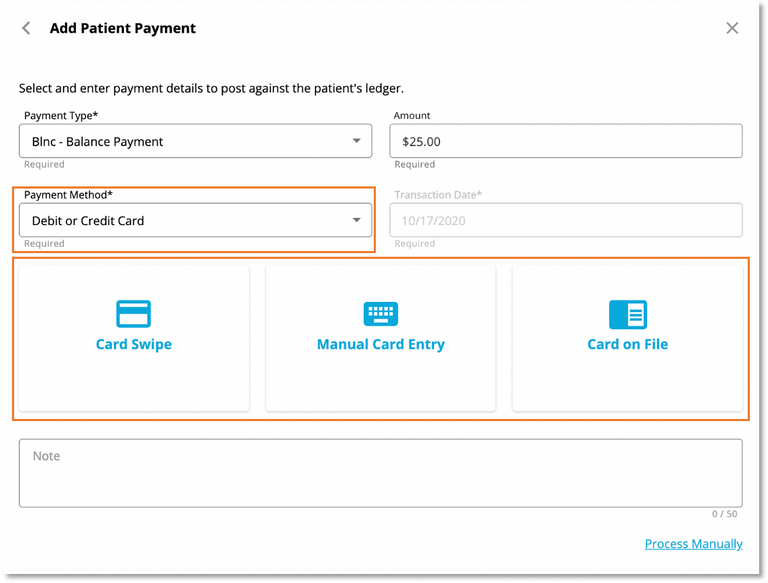 Add Patient Payment
Select and enter payment details to post against the patient's ledger.
Payment Type*
Amount
Blnc - Balance Payment
$25.00
Required
Required
Payment Method*
Transaction Date*
Debit or Credit Card
10/17/2020
Required
Required
Card Swipe
Manual Card Entry
Card on File
Note
0 / 50
Process Manually